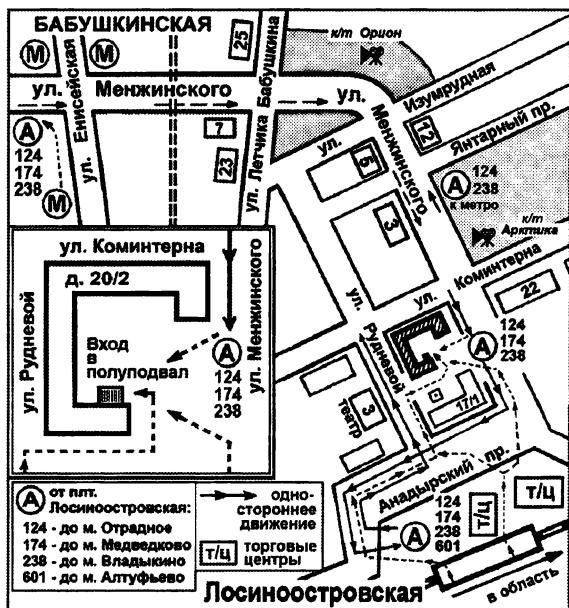 БАБУШКИНСКАЯ
М
М
25
к/т Орион
ул. Менжинского
ул. Енисейская
ул. Летчика Бабушкина
ул. Менжинского
ул. Изумрудная
Янтарный пр.
7
23
5
12
3
А
124
174
238
М
А
124
238
к метро
к/т Арктика
ул. Коминтерна
22
ул. Рудневой
А
124
174
238
17/1
театр
3
Анадырский пр.
124
174
238
601
А
т/ц
т/ц
в область
Лосиноостровская
ул. Коминтерна
д. 20/2
ул. Рудневой
ул. Менжинского
Вход
в
полуподвал
А
124
174
238
А от плт.
Лосиноостровская:
124 - до м. Отрадное
174 - до м. Медведково
238 - до м. Владыкино
601 - до м. Алтуфьево
одно-
стороннее
движение
т/ц торговые
центры